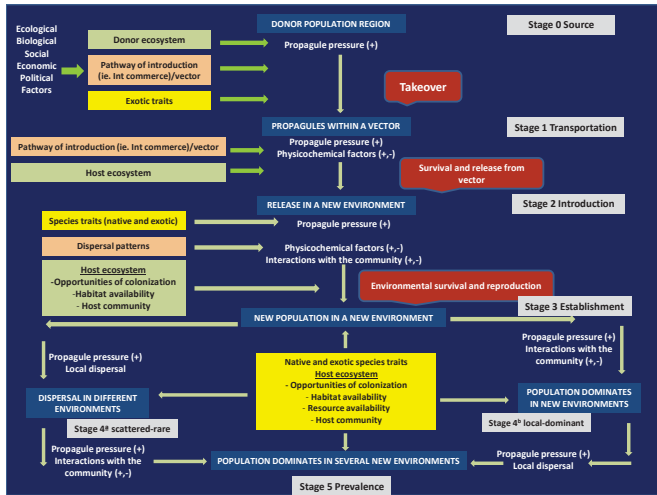 DONOR POPULATION REGION
Stage 0 Source
Ecological
Biological
Social
Economic
Political
Factors
Donor ecosystem
Propagule pressure (+)
Pathway of introduction
(ie. Int commerce)/vector
Exotic traits
Takeover
PROPAGULES WITHIN A VECTOR
Stage 1 Transportation
Pathway of introduction (ie. Int commerce)/vector
Propagule pressure (+)
Physicochemical factors (+,-)
Host ecosystem
Survival and release from
vector
RELEASE IN A NEW ENVIRONMENT
Stage 2 Introduction
Species traits (native and exotic)
Propagule pressure (+)
Dispersal patterns
Physicochemical factors (+,-)
Interactions with the community (+,-)
Host ecosystem
-Opportunities of colonization
-Habitat availability
- Host community
Environmental survival and reproduction
Stage 3 Establishment
NEW POPULATION IN A NEW ENVIRONMENT
Propagule pressure (+)
Interactions with the
community (+,-)
Propagule pressure (+)
Local dispersal
Native and exotic species traits
Host ecosystem
- Opportunities of colonization
- Habitat availability
- Resource availability
- Host community
DISPERSAL IN DIFFERENT
ENVIRONMENTS
POPULATION DOMINATES
IN NEW ENVIRONMENTS
Stage 4ª scattered-rare
Stage 4ᵇ local-dominant
Propagule pressure (+)
Interactions with the
community (+,-)
POPULATION DOMINATES IN SEVERAL NEW ENVIRONMENTS
Propagule pressure (+)
Local dispersal
Stage 5 Prevalence